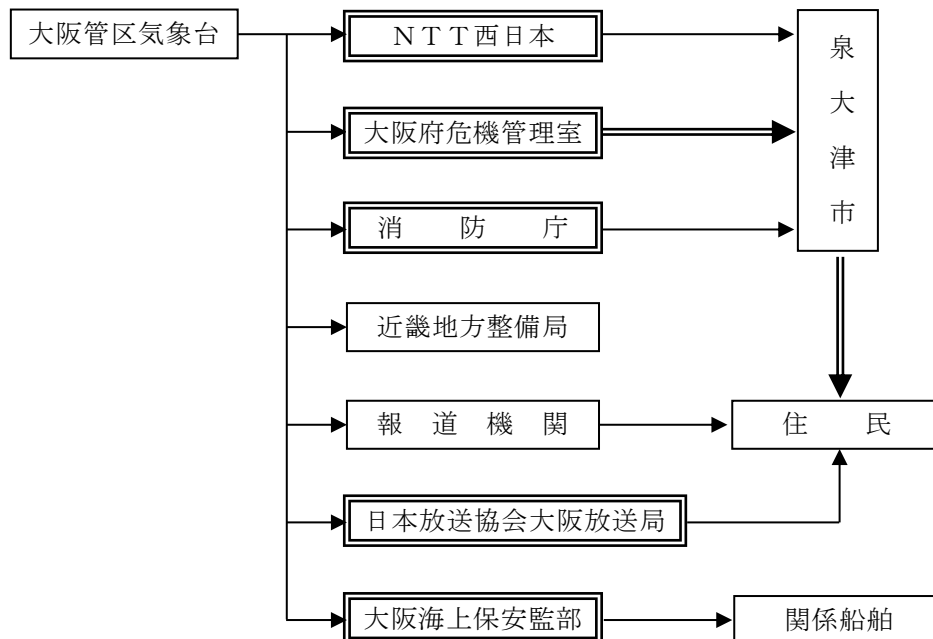 大阪管区気象台
ＮＴＴ西日本
泉大津市
大阪府危機管理室
消防庁
近畿地方整備局
報道機関
住民
日本放送協会大阪放送局
大阪海上保安監部
関係船舶